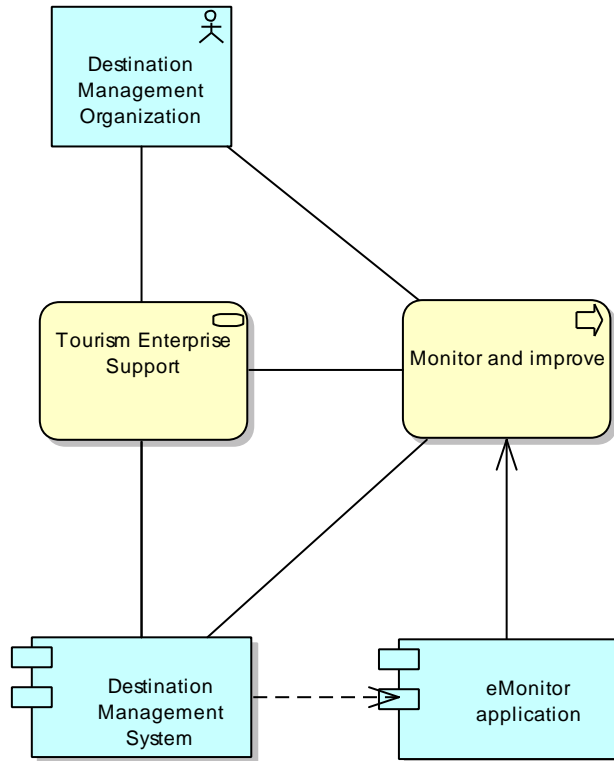 Destination
Management
Organization
Tourism Enterprise
Support
Monitor and improve
Destination
Management
System
eMonitor
application